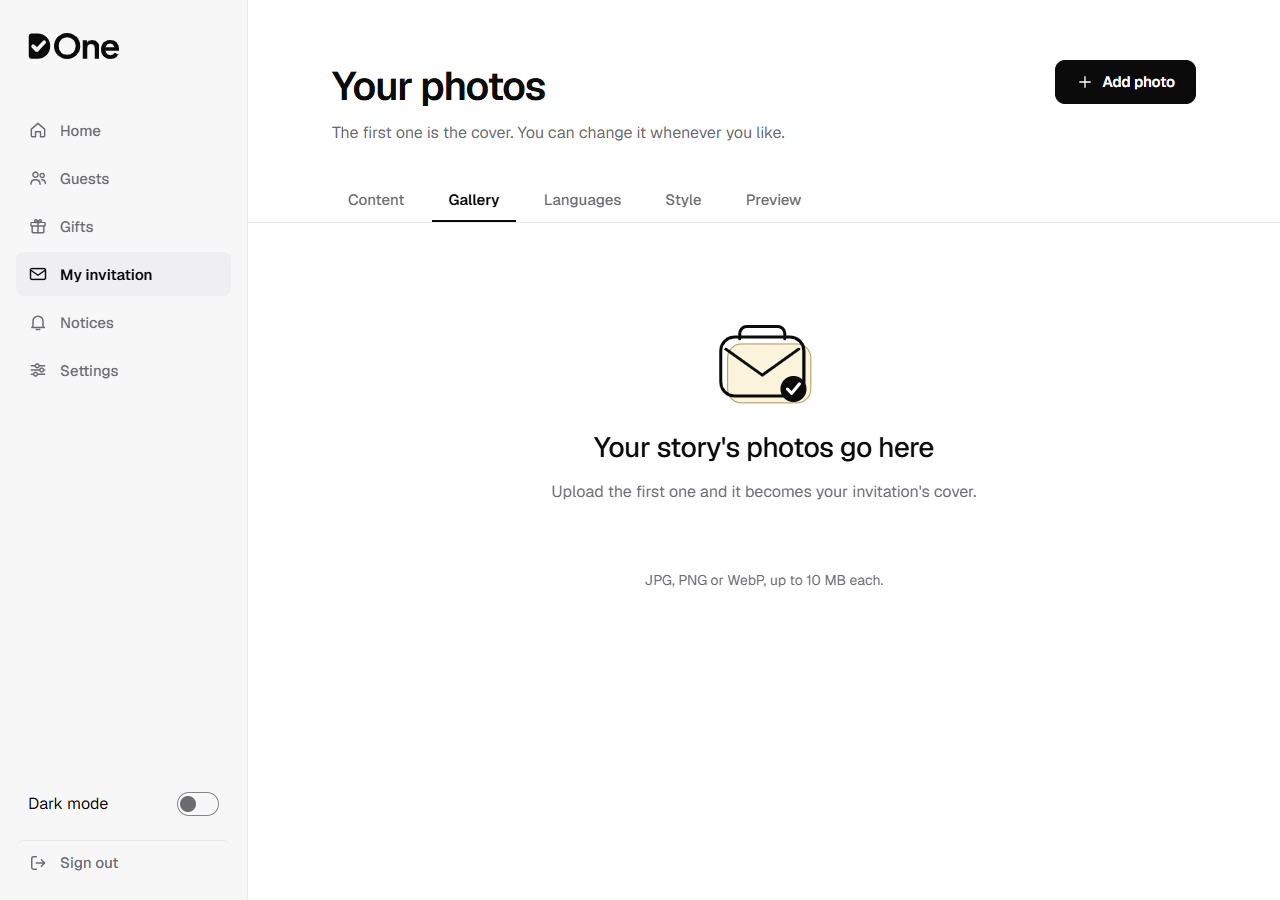 One
Home
Guests
Gifts
My invitation
Notices
Settings
Dark mode
Sign out
Your photos
Add photo
The first one is the cover. You can change it whenever you like.
Content
Gallery
Languages
Style
Preview
Your story's photos go here
Upload the first one and it becomes your invitation's cover.
JPG, PNG or WebP, up to 10 MB each.